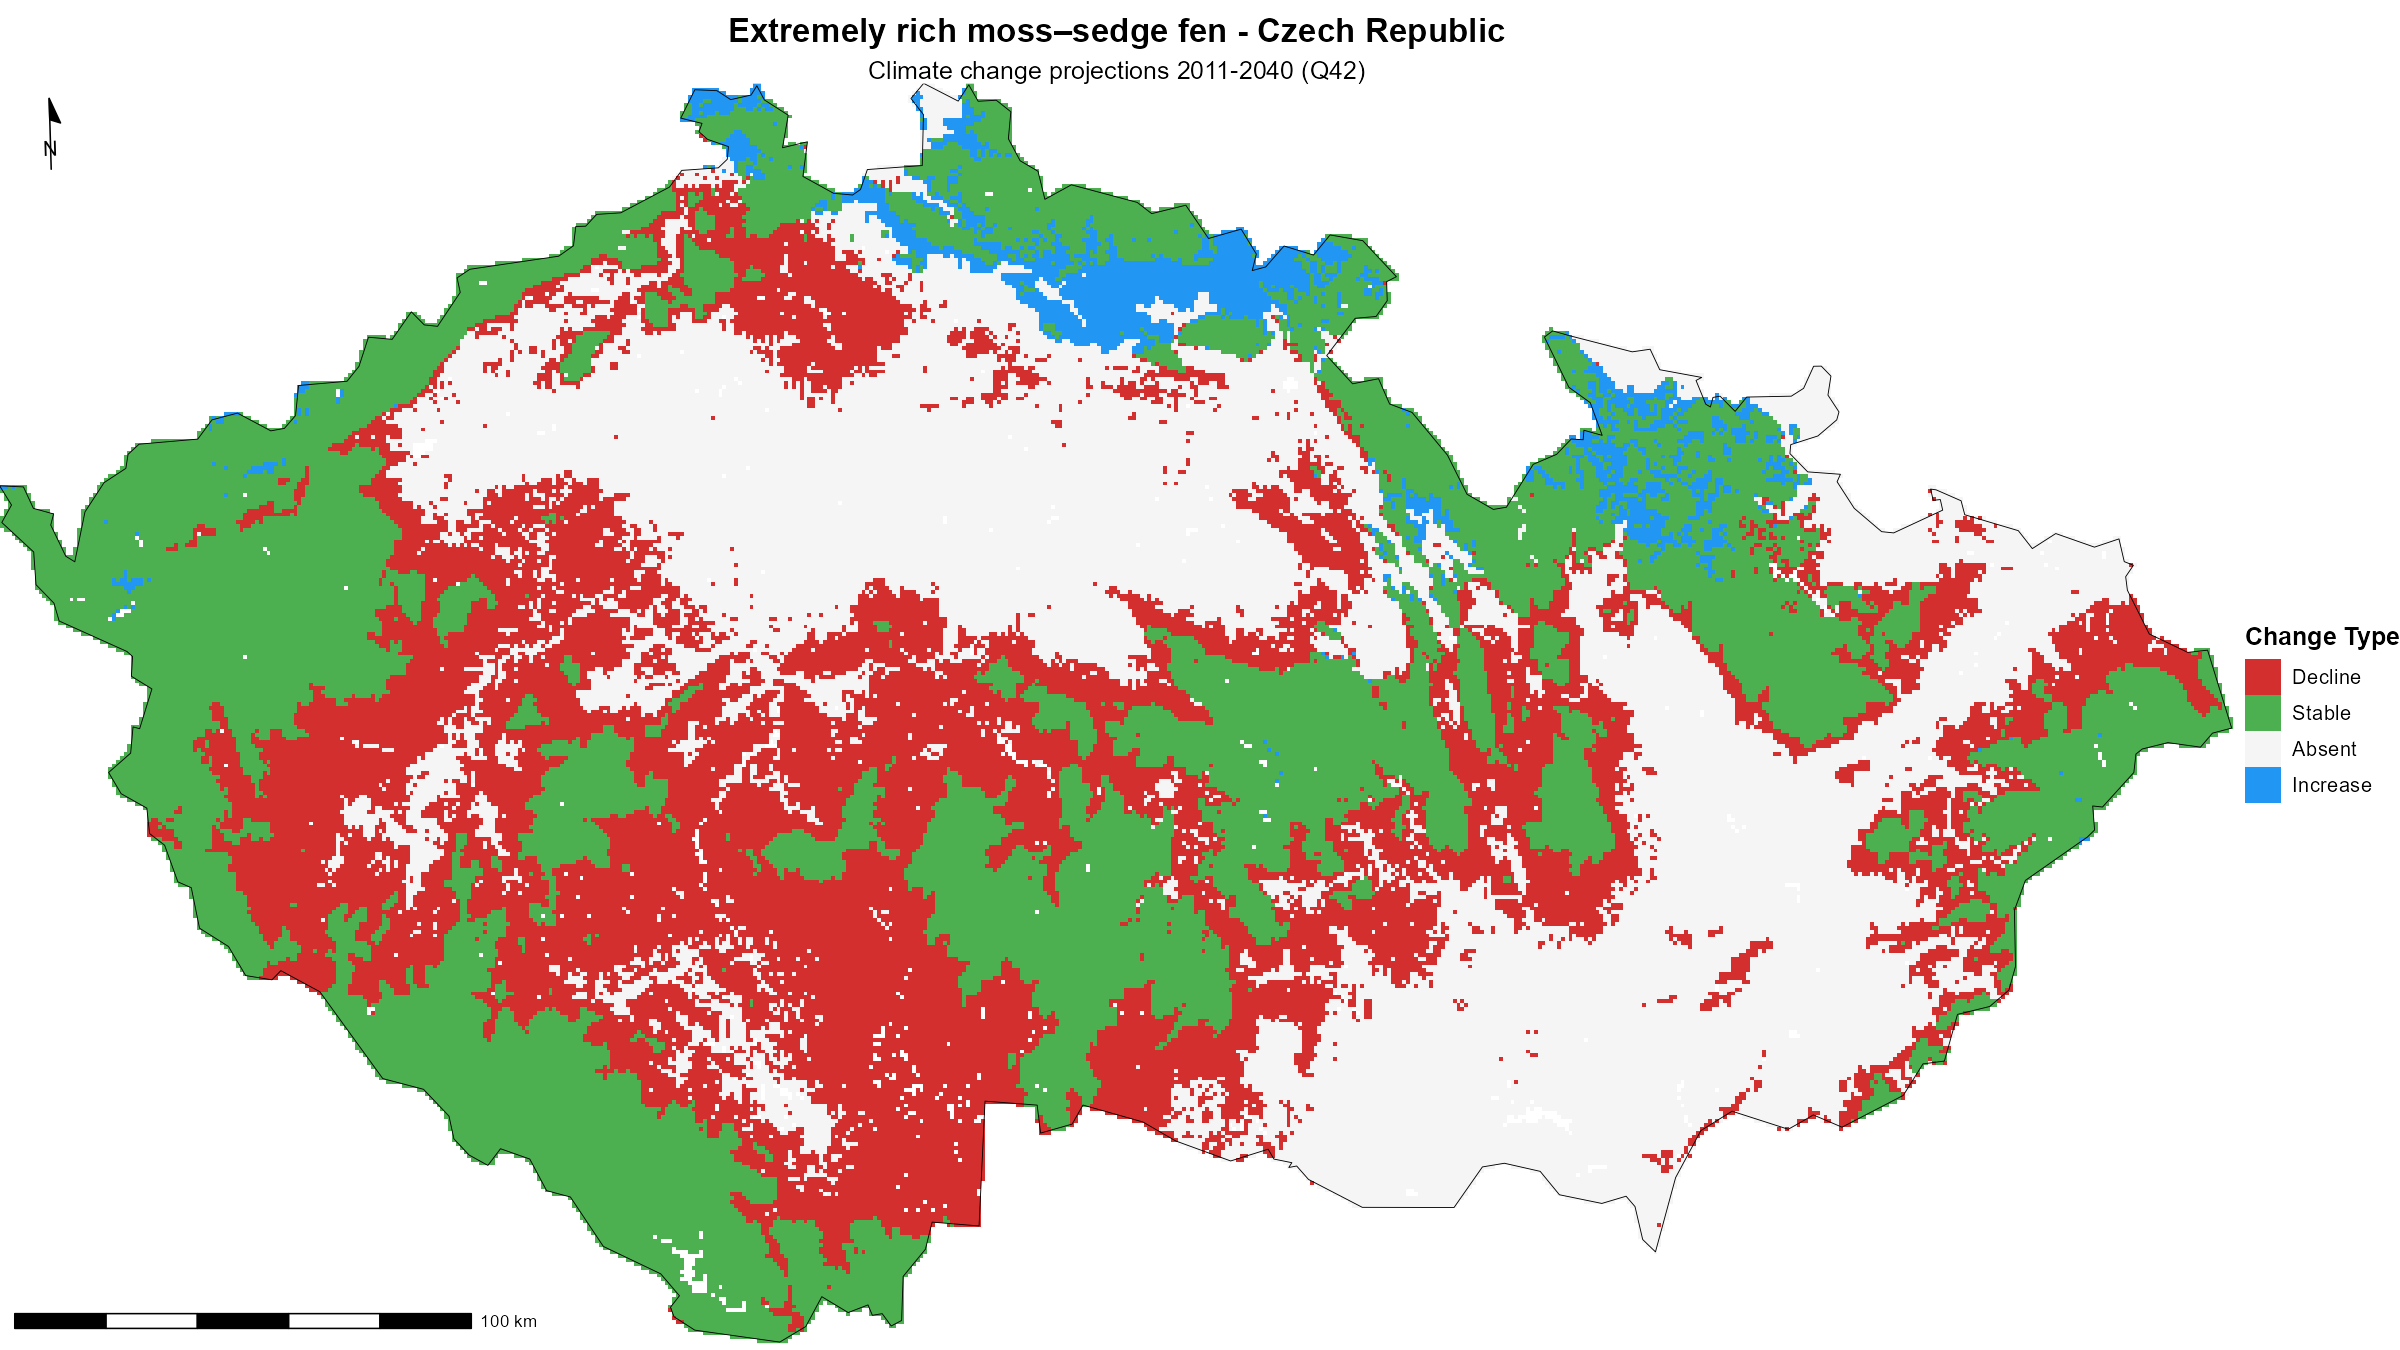 Extremely rich moss–sedge fen - Czech Republic
Climate change projections 2011-2040 (Q42)
N
Change Type
Decline
Stable
Absent
Increase
100 km